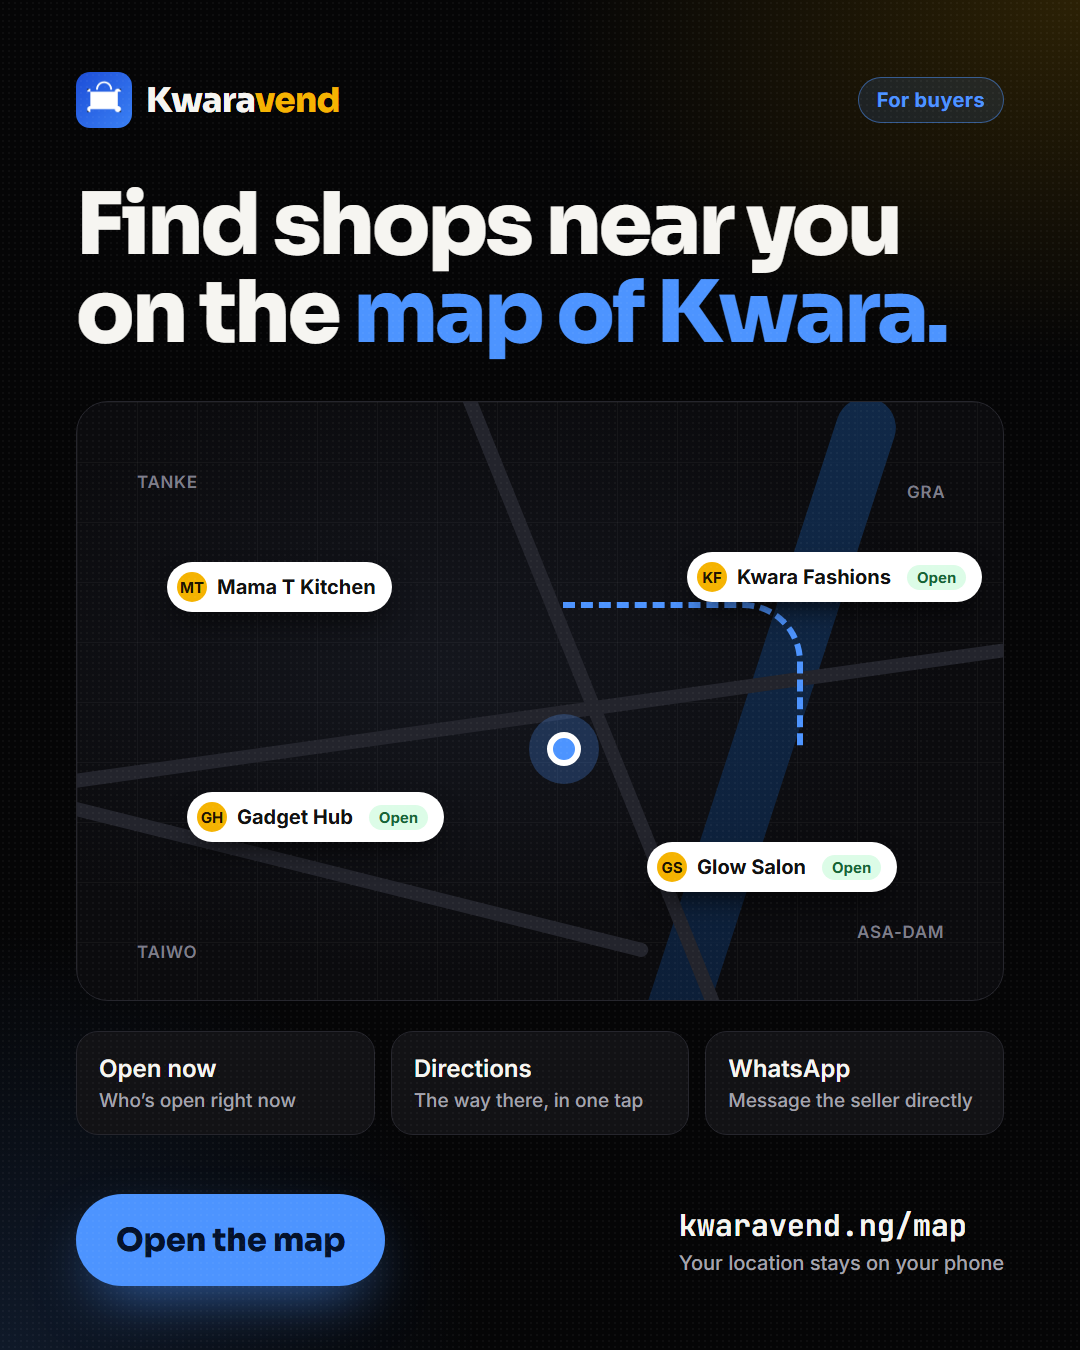 Kwaravend
For buyers
Find shops near you
on the map of Kwara.
TANKE
GRA
MT Mama T Kitchen
KF Kwara Fashions Open
GH Gadget Hub Open
GS Glow Salon Open
ASA-DAM
TAIWO
Open now
Who’s open right now
Directions
The way there, in one tap
WhatsApp
Message the seller directly
Open the map
kwaravend.ng/map
Your location stays on your phone